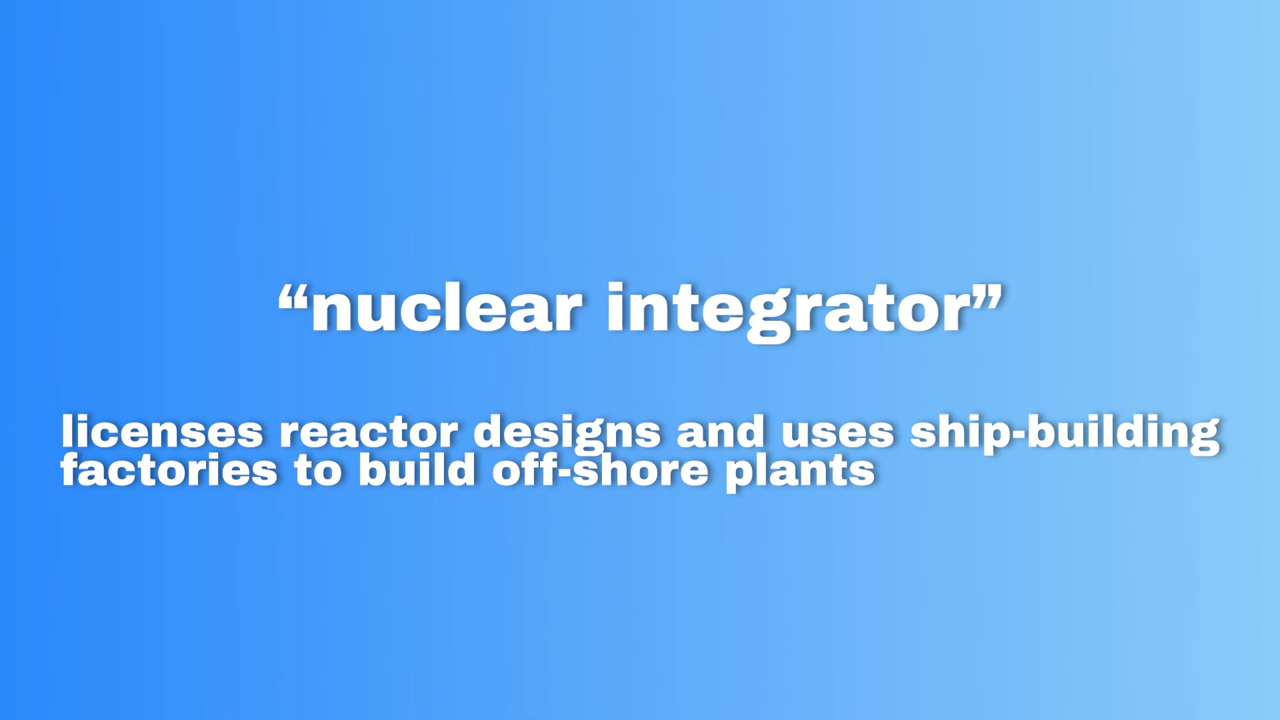 “nuclear integrator”
licenses reactor designs and uses ship-building
factories to build off-shore plants